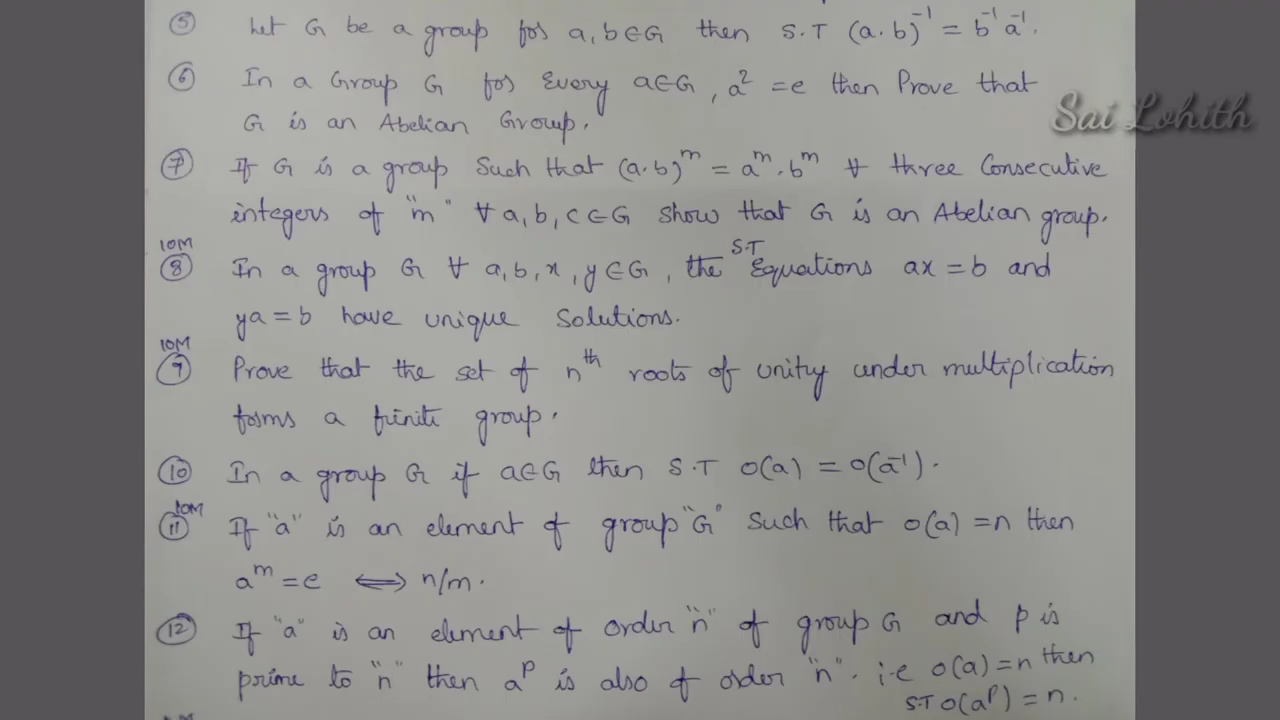 ⑤ Let G be a group for a, b ∈ G then S.T (a·b)⁻¹ = b⁻¹a⁻¹.
⑥ In a Group G for Every a∈G, a² = e then Prove that
G is an Abelian Group.
Sai Lohith
⑦ If G is a group Such that (a·b)ᵐ = aᵐ·bᵐ ∀ three Consecutive
integers of "m" ∀ a, b, c ∈ G show that G is an Abelian group.
10M
⑧ In a group G ∀ a, b, x, y ∈ G, the S.T Equations ax = b and
ya = b have unique solutions.
10M
⑨ Prove that the set of nᵗʰ roots of unity under multiplication
forms a finite group.
⑩ In a group G if a∈G then S.T O(a) = O(a⁻¹).
10M
⑪ If "a" is an element of group "G" such that O(a) = n then
aᵐ = e ⟺ n/m.
⑫ If "a" is an element of order "n" of group G and p is
prime to "n" then aᵖ is also of order "n". i.e O(a) = n then
S.T O(aᵖ) = n.